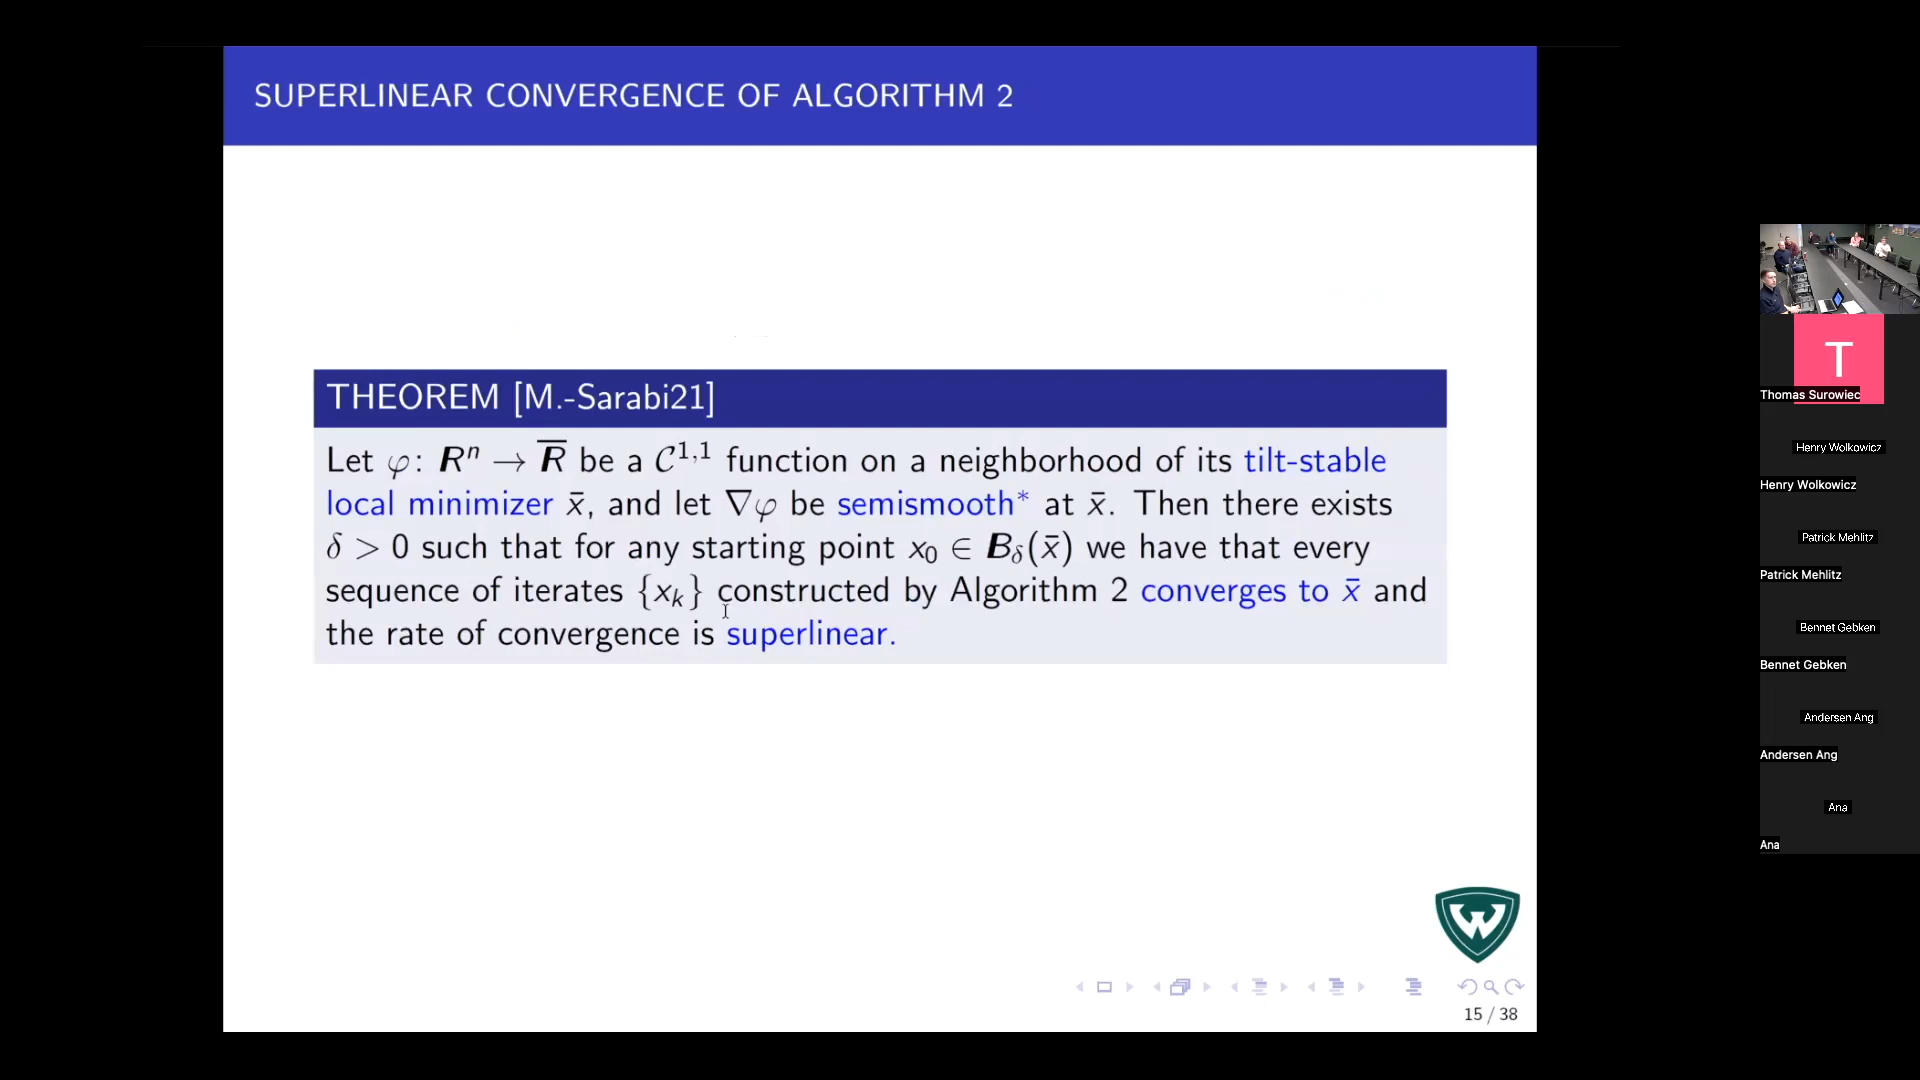 SUPERLINEAR CONVERGENCE OF ALGORITHM 2
THEOREM [M.-Sarabi21]
Let φ: Rⁿ → R̅ be a 𝒞¹,¹ function on a neighborhood of its tilt-stable
local minimizer x̄, and let ∇φ be semismooth* at x̄. Then there exists
δ > 0 such that for any starting point x₀ ∈ B_δ(x̄) we have that every
sequence of iterates {xₖ} constructed by Algorithm 2 converges to x̄ and
the rate of convergence is superlinear.
W
15 / 38
T
Thomas Surowiec
Henry Wolkowicz
Henry Wolkowicz
Patrick Mehlitz
Patrick Mehlitz
Bennet Gebken
Bennet Gebken
Andersen Ang
Andersen Ang
Ana
Ana